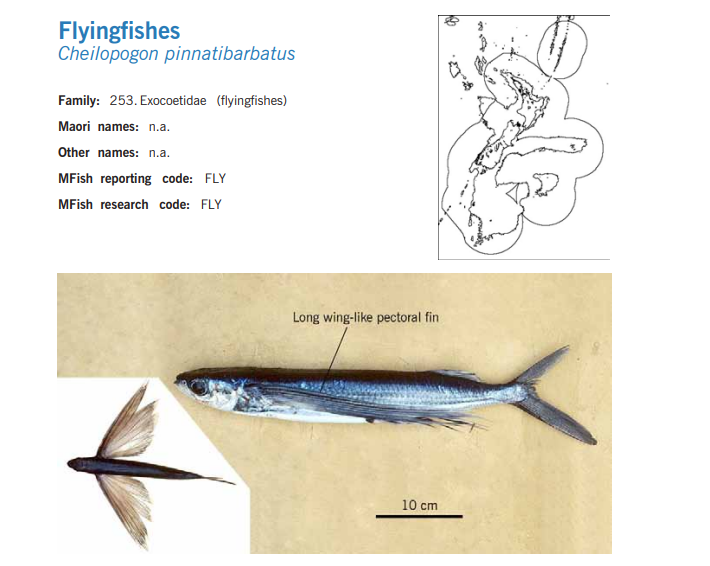 Flyingfishes
Cheilopogon pinnatibarbatus
Family: 253. Exocoetidae (flyingfishes)
Maori names: n.a.
Other names: n.a.
MFish reporting code: FLY
MFish research code: FLY
Long wing-like pectoral fin
10 cm